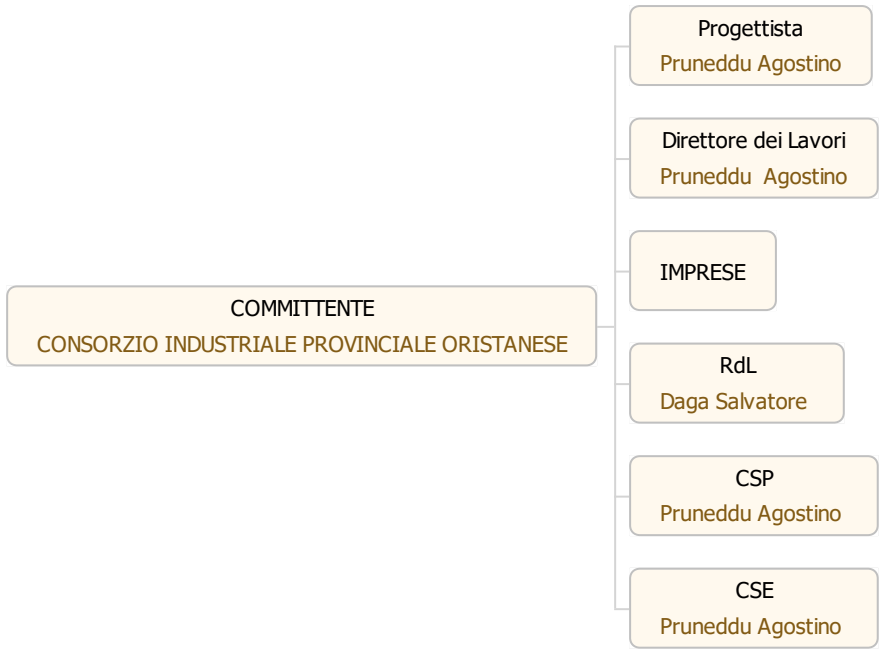 Progettista
Pruneddu Agostino
Direttore dei Lavori
Pruneddu Agostino
IMPRESE
COMMITTENTE
CONSORZIO INDUSTRIALE PROVINCIALE ORISTANESE
RdL
Daga Salvatore
CSP
Pruneddu Agostino
CSE
Pruneddu Agostino